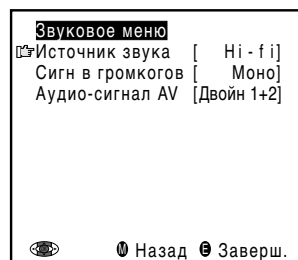 Звуковое меню
Источник звука [ Hi-fi]
Сигн в громкогов [ Моно]
Аудио-сигнал AV [Двойн 1+2]
M Назад E Заверш.